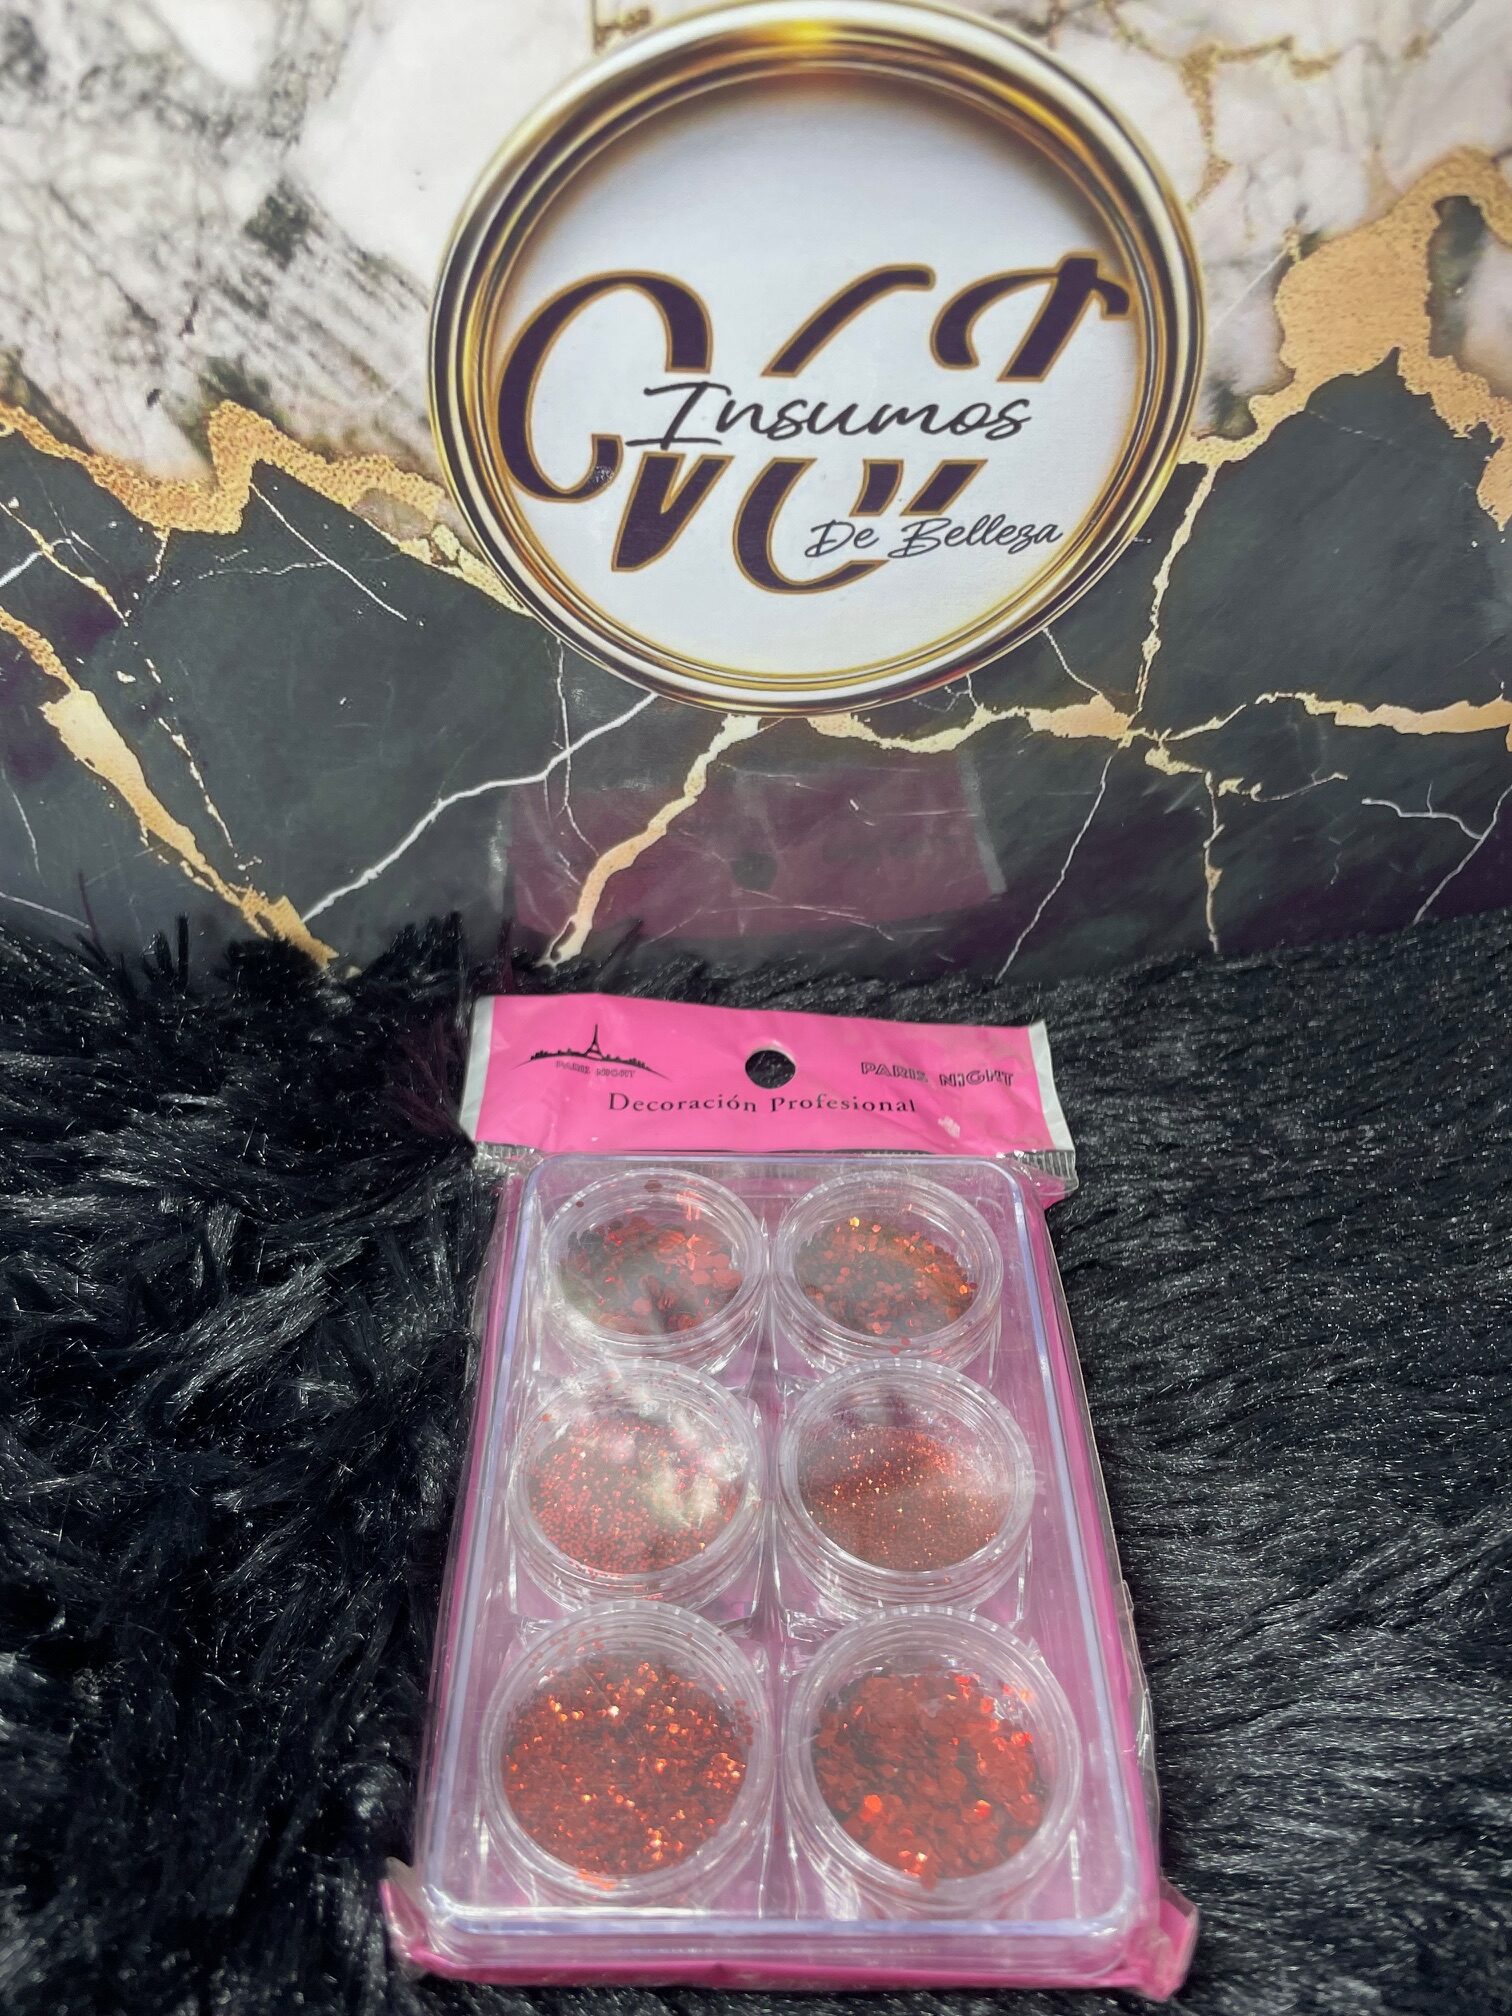 Insumos
De Belleza
PARIS NIGHT
PARIS NIGHT
Decoración Profesional